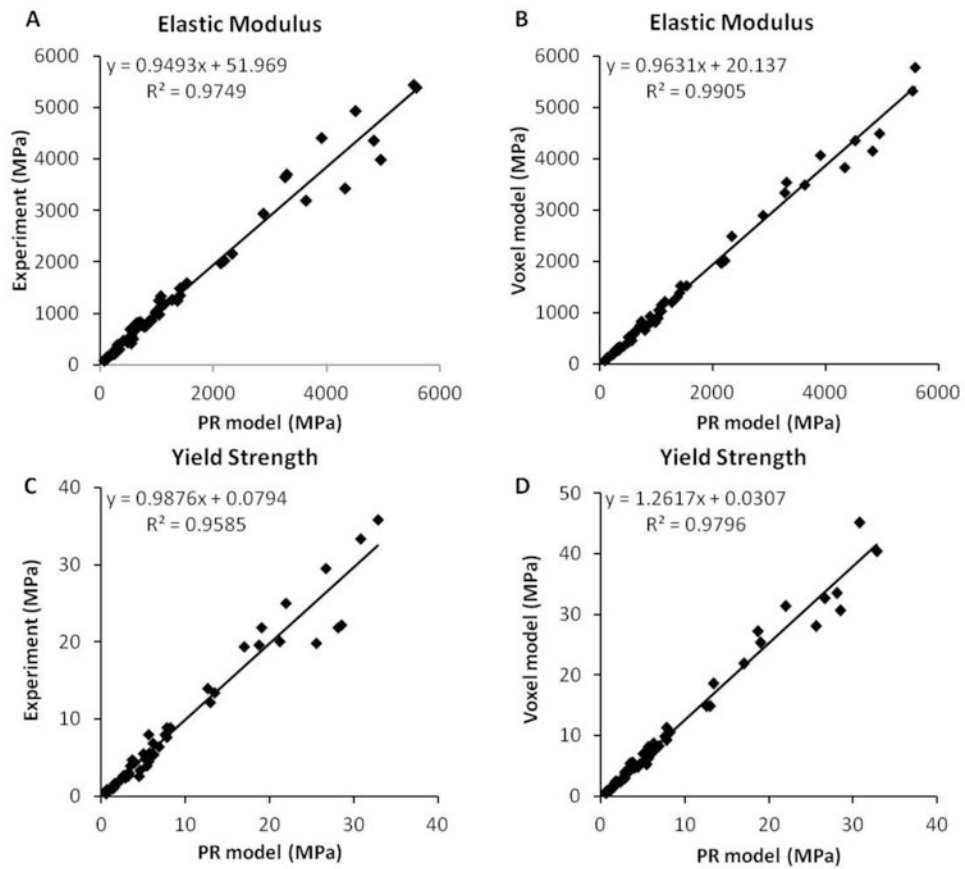 A
Elastic Modulus
y = 0.9493x + 51.969
R² = 0.9749
6000
5000
4000
3000
2000
1000
0
0 2000 4000 6000
Experiment (MPa)
PR model (MPa)
B
Elastic Modulus
y = 0.9631x + 20.137
R² = 0.9905
6000
5000
4000
3000
2000
1000
0
0 2000 4000 6000
Voxel model (MPa)
PR model (MPa)
C
Yield Strength
y = 0.9876x + 0.0794
R² = 0.9585
40
30
20
10
0
0 10 20 30 40
Experiment (MPa)
PR model (MPa)
D
Yield Strength
y = 1.2617x + 0.0307
R² = 0.9796
50
40
30
20
10
0
0 10 20 30 40
Voxel model (MPa)
PR model (MPa)